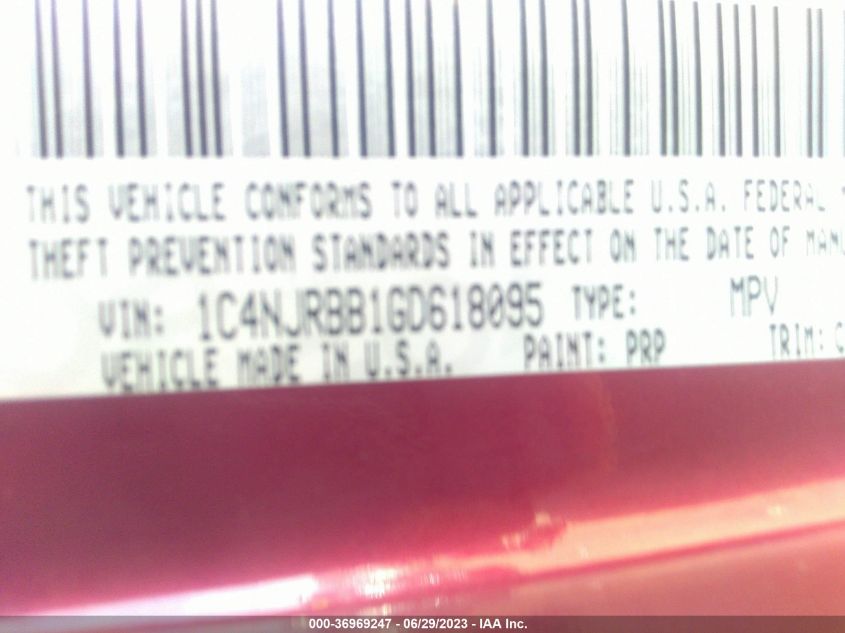 THIS VEHICLE CONFORMS TO ALL APPLICABLE U.S.A. FEDERAL
THEFT PREVENTION STANDARDS IN EFFECT ON THE DATE OF MANU
VIN: 1C4NJRBB1GD618095 TYPE: MPV
VEHICLE MADE IN U.S.A. PAINT: PRP TRIM: C
000-36969247 - 06/29/2023 - IAA Inc.